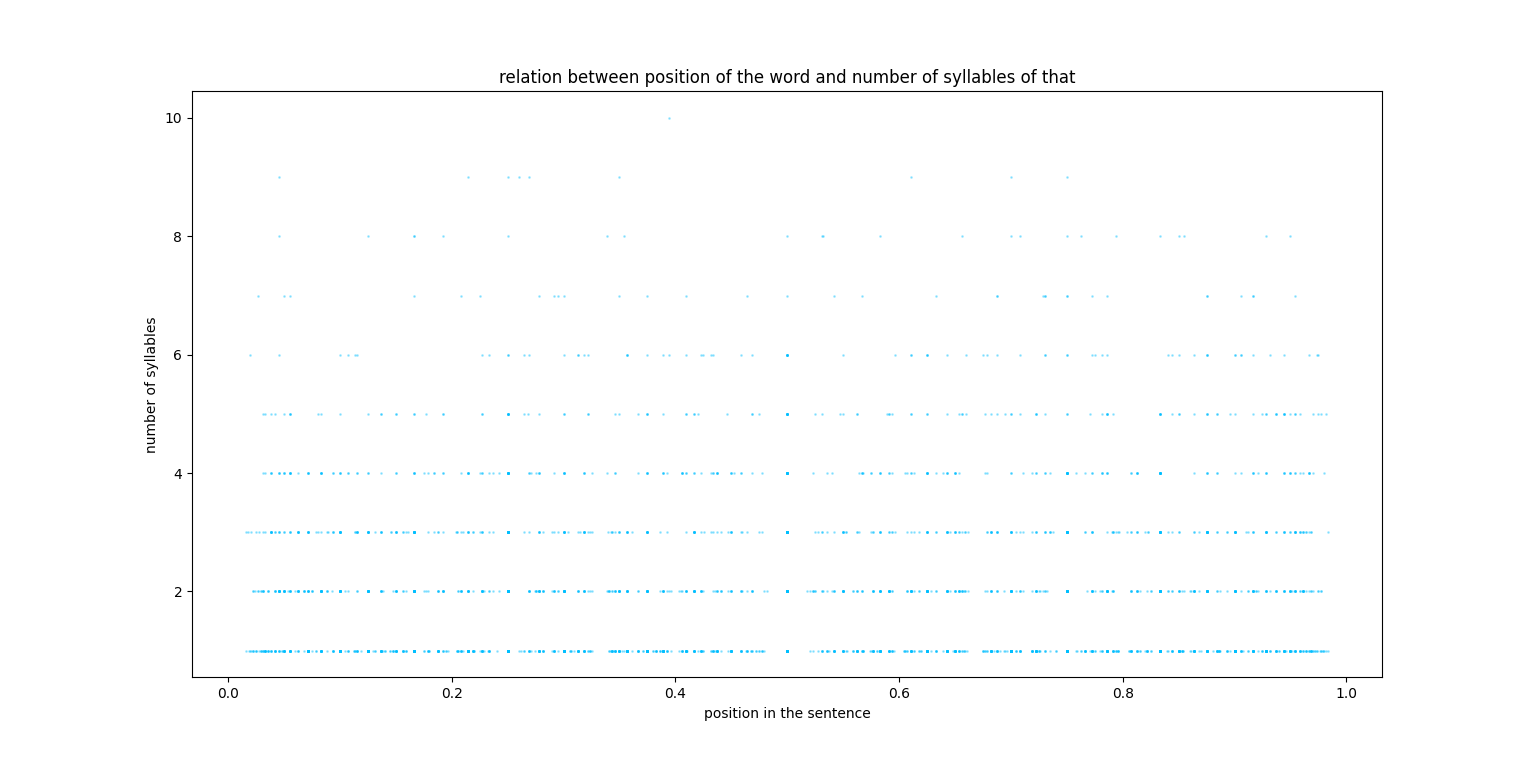 relation between position of the word and number of syllables of that
10
8
6
4
2
number of syllables
0.0 0.2 0.4 0.6 0.8 1.0
position in the sentence